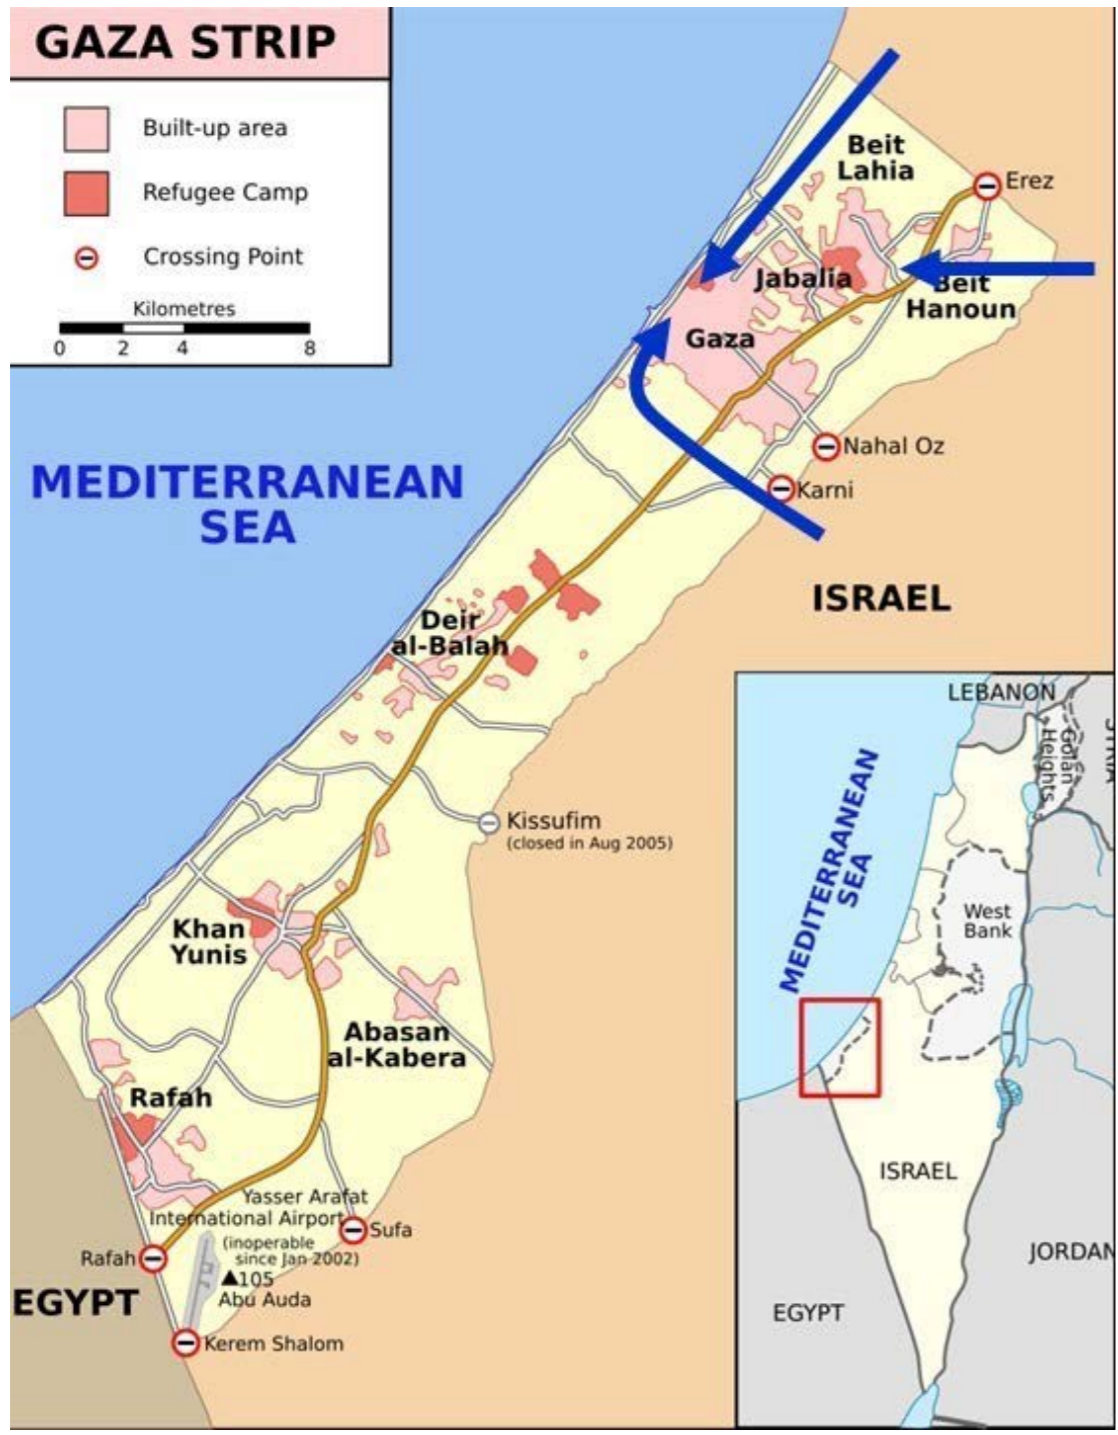 GAZA STRIP
Built-up area
Refugee Camp
Crossing Point
Kilometres
0 2 4 8
Beit
Lahia
Erez
Jabalia
Beit
Hanoun
Gaza
Nahal Oz
Karni
MEDITERRANEAN
SEA
ISRAEL
Deir
al-Balah
Kissufim
(closed in Aug 2005)
Khan
Yunis
Abasan
al-Kabera
Rafah
Yasser Arafat
International Airport
(inoperable
since Jan 2002)
Sufa
Rafah
105
Abu Auda
EGYPT
Kerem Shalom
LEBANON
Golan
Heights
MEDITERRANEAN
SEA
West
Bank
ISRAEL
JORDAN
EGYPT